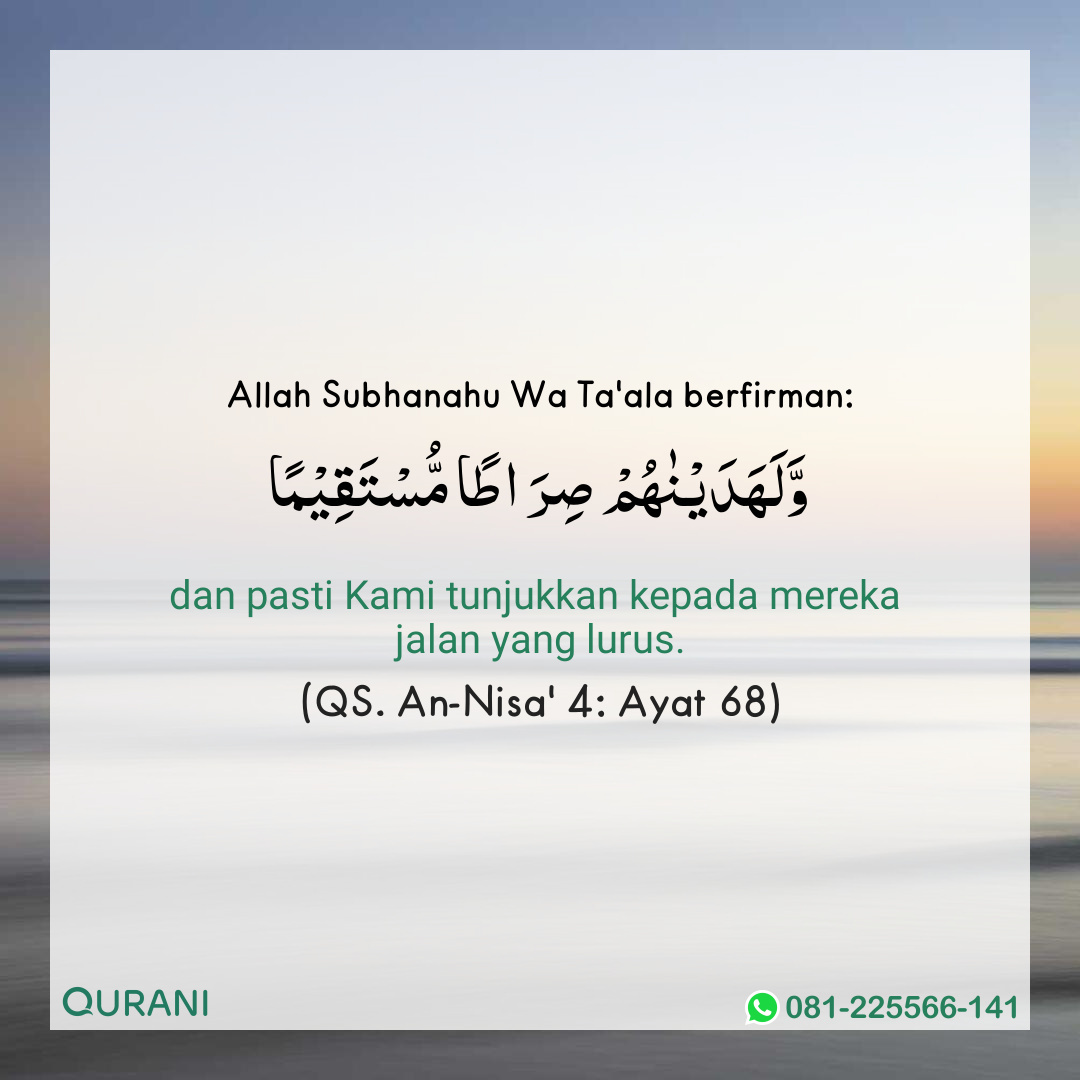 Allah Subhanahu Wa Ta'ala berfirman:
وَّلَهَدَيْنٰهُمْ صِرَا طًا مُّسْتَقِيْمًا
dan pasti Kami tunjukkan kepada mereka
jalan yang lurus.
(QS. An-Nisa' 4: Ayat 68)
QURANI
081-225566-141